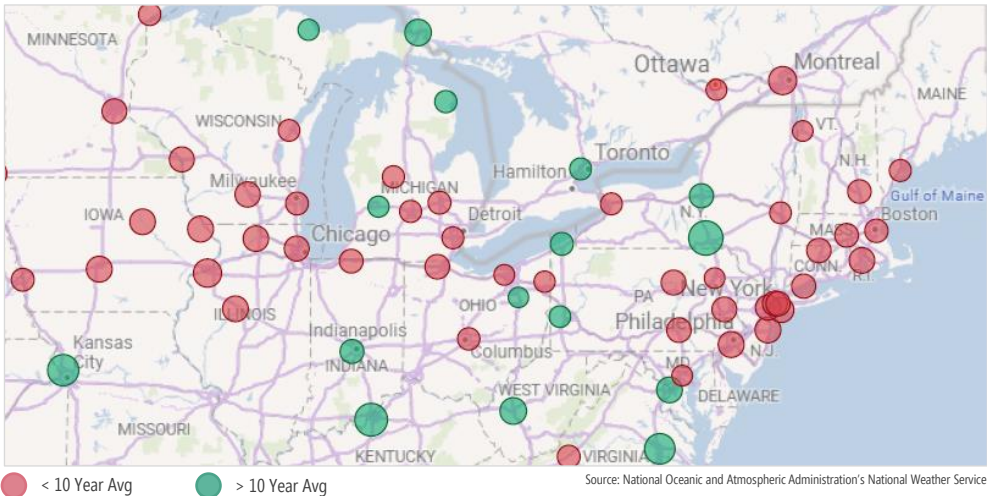 MINNESOTA
Ottawa
Montreal
MAINE
WISCONSIN
VT.
Toronto
N.H.
Hamilton
Milwaukee
MICHIGAN
Gulf of Maine
IOWA
Detroit
N.Y.
Boston
Chicago
MASS.
CONN.
R.I.
New York
PA
OHIO
ILLINOIS
Philadelphia
Indianapolis
Kansas
City
Columbus
N.J.
INDIANA
MD.
WEST VIRGINIA
DELAWARE
MISSOURI
KENTUCKY
VIRGINIA
< 10 Year Avg
> 10 Year Avg
Source: National Oceanic and Atmospheric Administration's National Weather Service